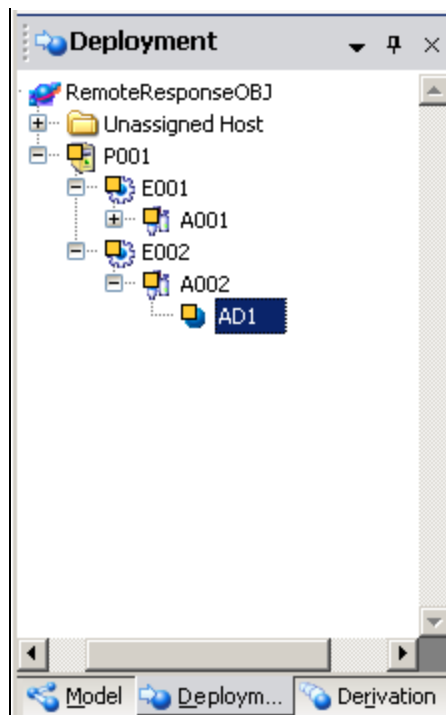 Deployment
RemoteResponseOBJ
Unassigned Host
P001
E001
A001
E002
A002
AD1
Model Deploym... Derivation